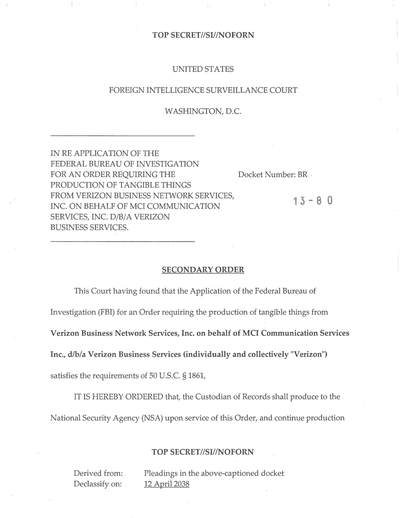 TOP SECRET//SI//NOFORN
UNITED STATES
FOREIGN INTELLIGENCE SURVEILLANCE COURT
WASHINGTON, D.C.
IN RE APPLICATION OF THE
FEDERAL BUREAU OF INVESTIGATION
FOR AN ORDER REQUIRING THE
PRODUCTION OF TANGIBLE THINGS
FROM VERIZON BUSINESS NETWORK SERVICES,
INC. ON BEHALF OF MCI COMMUNICATION
SERVICES, INC. D/B/A VERIZON
BUSINESS SERVICES.
Docket Number: BR
13-80
SECONDARY ORDER
This Court having found that the Application of the Federal Bureau of
Investigation (FBI) for an Order requiring the production of tangible things from
Verizon Business Network Services, Inc. on behalf of MCI Communication Services
Inc., d/b/a Verizon Business Services (individually and collectively "Verizon")
satisfies the requirements of 50 U.S.C. § 1861,
IT IS HEREBY ORDERED that, the Custodian of Records shall produce to the
National Security Agency (NSA) upon service of this Order, and continue production
TOP SECRET//SI//NOFORN
Derived from: Pleadings in the above-captioned docket
Declassify on: 12 April 2038